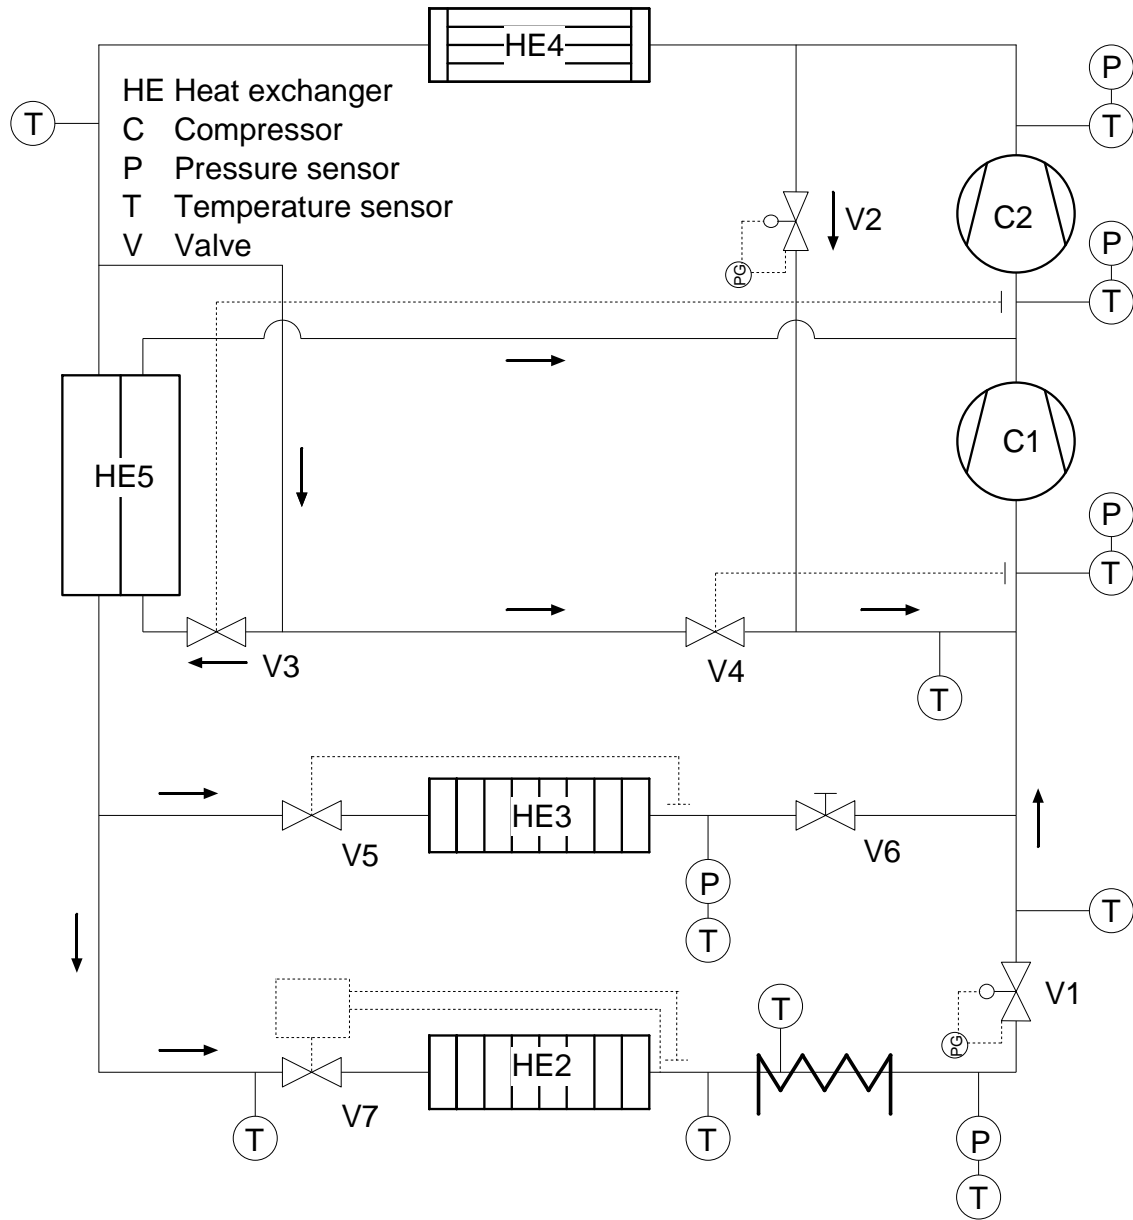 HE4
HE Heat exchanger
C Compressor
P Pressure sensor
T Temperature sensor
V Valve
T
P
T
C2
V2
PG
P
T
C1
HE5
P
T
V3
V4
T
HE3
V5
V6
P
T
T
V1
PG
T
HE2
V7
T
T
P
T